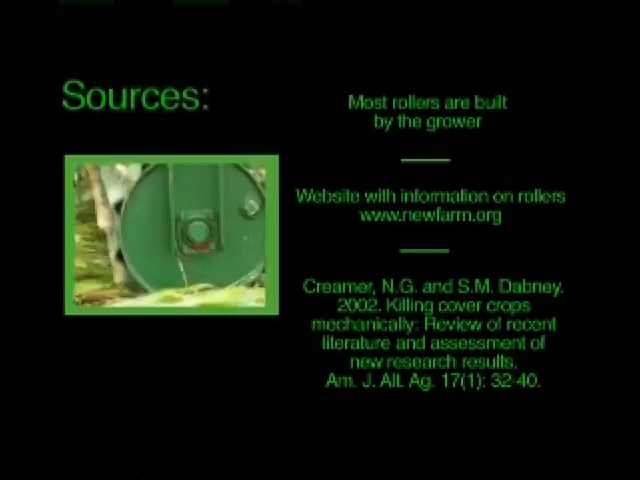 Sources:
Most rollers are built
by the grower
Website with information on rollers
www.newfarm.org
Creamer, N.G. and S.M. Dabney.
2002. Killing cover crops
mechanically: Review of recent
literature and assessment of
new research results.
Am. J. Alt. Ag. 17(1): 32-40.